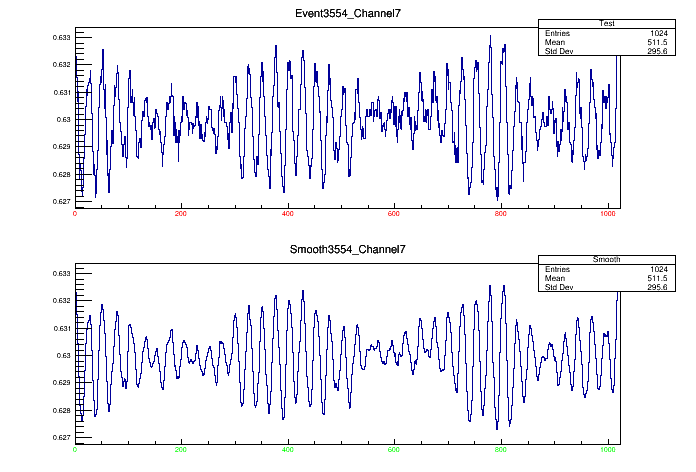 Event3554_Channel7
Test
Entries 1024
Mean 511.5
Std Dev 295.6
0.633
0.632
0.631
0.63
0.629
0.628
0.627
0 200 400 600 800 1000
Smooth3554_Channel7
Smooth
Entries 1024
Mean 511.5
Std Dev 295.6
0.633
0.632
0.631
0.63
0.629
0.628
0.627
0 200 400 600 800 1000